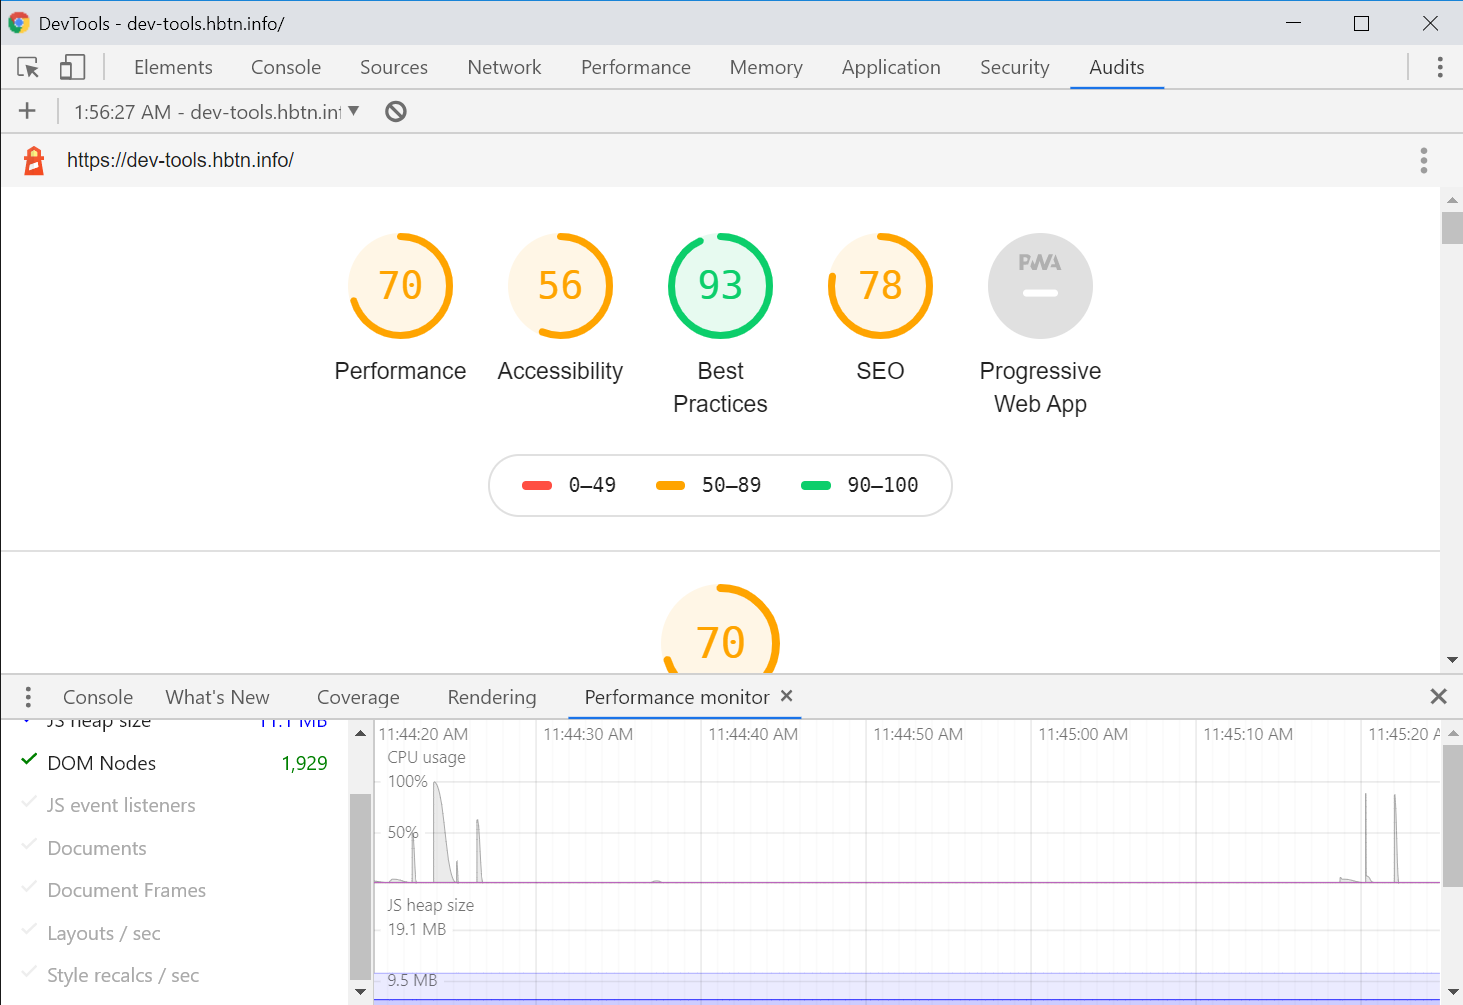 DevTools - dev-tools.hbtn.info/
Elements Console Sources Network Performance Memory Application Security Audits
1:56:27 AM - dev-tools.hbtn.inf
https://dev-tools.hbtn.info/
70 56 93 78 PWA
Performance Accessibility Best Practices SEO Progressive Web App
0–49 50–89 90–100
70
Console What's New Coverage Rendering Performance monitor
JS heap size 11.1 MB
DOM Nodes 1,929
JS event listeners
Documents
Document Frames
Layouts / sec
Style recalcs / sec
11:44:20 AM 11:44:30 AM 11:44:40 AM 11:44:50 AM 11:45:00 AM 11:45:10 AM 11:45:20 A
CPU usage
100%
50%
JS heap size
19.1 MB
9.5 MB